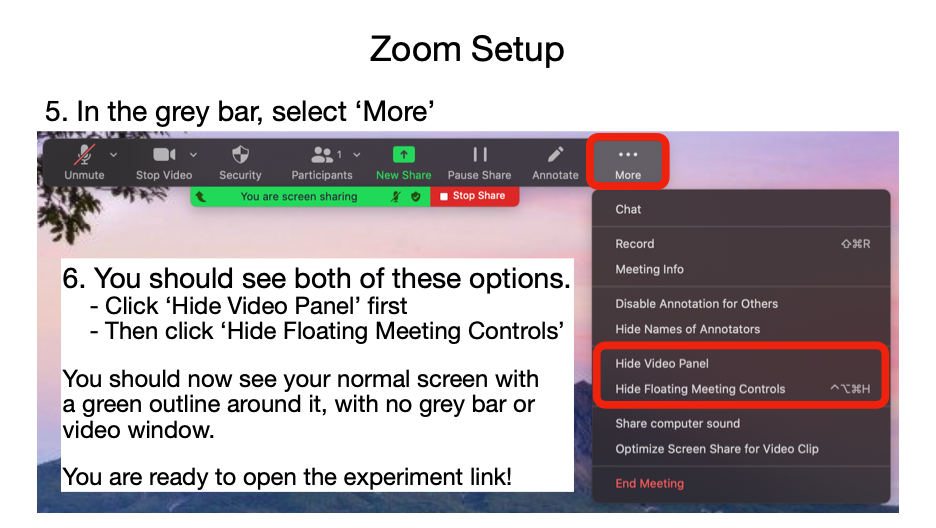 Zoom Setup
5. In the grey bar, select ‘More’
Unmute Stop Video Security Participants 1 New Share Pause Share Annotate More
You are screen sharing Stop Share
Chat
Record ⇧⌘R
Meeting Info
Disable Annotation for Others
Hide Names of Annotators
Hide Video Panel
Hide Floating Meeting Controls ^⌥⌘H
Share computer sound
Optimize Screen Share for Video Clip
End Meeting
6. You should see both of these options.
- Click ‘Hide Video Panel’ first
- Then click ‘Hide Floating Meeting Controls’
You should now see your normal screen with
a green outline around it, with no grey bar or
video window.
You are ready to open the experiment link!